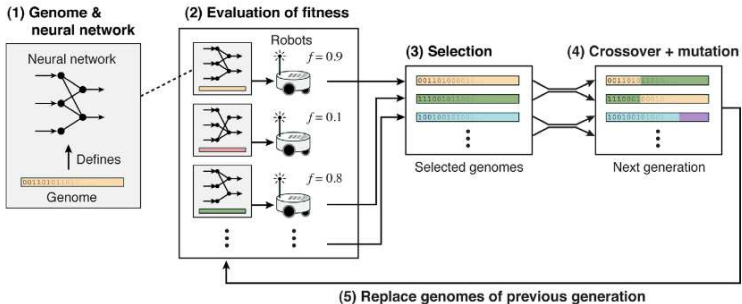 (1) Genome &
neural network
Neural network
Defines
Genome
(2) Evaluation of fitness
Robots
f = 0.9
f = 0.1
f = 0.8
(3) Selection
Selected genomes
(4) Crossover + mutation
Next generation
(5) Replace genomes of previous generation